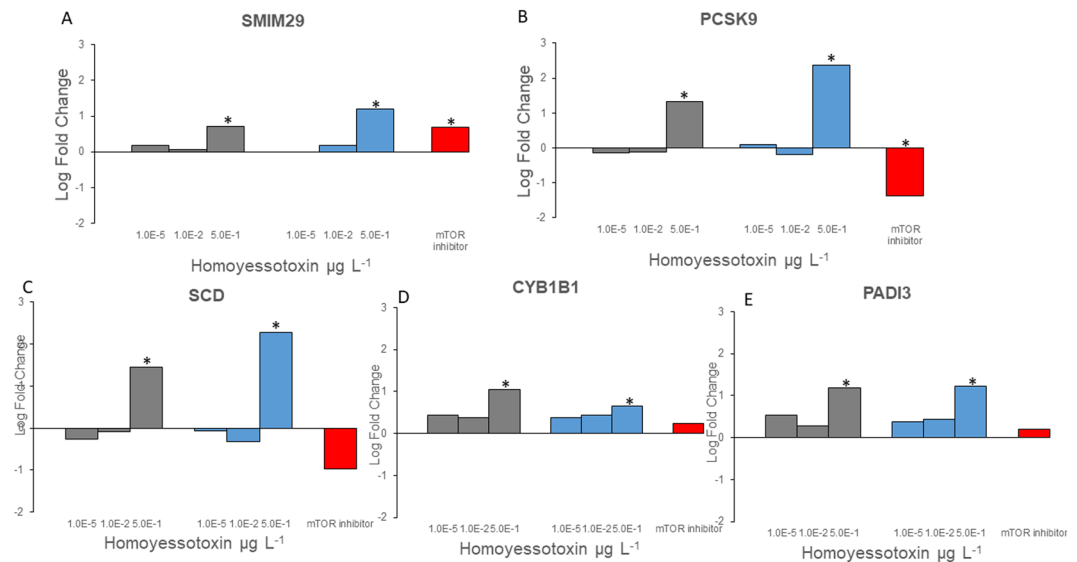 A
SMIM29
Log Fold Change
3
2
1
0
-1
-2
*
*
*
1.0E-5 1.0E-2 5.0E-1 1.0E-5 1.0E-2 5.0E-1 mTOR
inhibitor
Homoyessotoxin µg L-1
B
PCSK9
Log Fold Change
3
2
1
0
-1
-2
*
*
*
1.0E-5 1.0E-2 5.0E-1 1.0E-5 1.0E-2 5.0E-1 mTOR
inhibitor
Homoyessotoxin µg L-1
C
SCD
Log Fold Change
3
2
1
0
-1
-2
*
*
1.0E-5 1.0E-2 5.0E-1 1.0E-5 1.0E-2 5.0E-1 mTOR inhibitor
Homoyessotoxin µg L-1
D
CYB1B1
Log Fold Change
3
2
1
0
-1
-2
*
*
1.0E-5 1.0E-2 5.0E-1 1.0E-5 1.0E-2 5.0E-1 mTOR inhibitor
Homoyessotoxin µg L-1
E
PADI3
Log Fold Change
3
2
1
0
-1
-2
*
*
1.0E-5 1.0E-2 5.0E-1 1.0E-5 1.0E-2 5.0E-1 mTOR inhibitor
Homoyessotoxin µg L-1